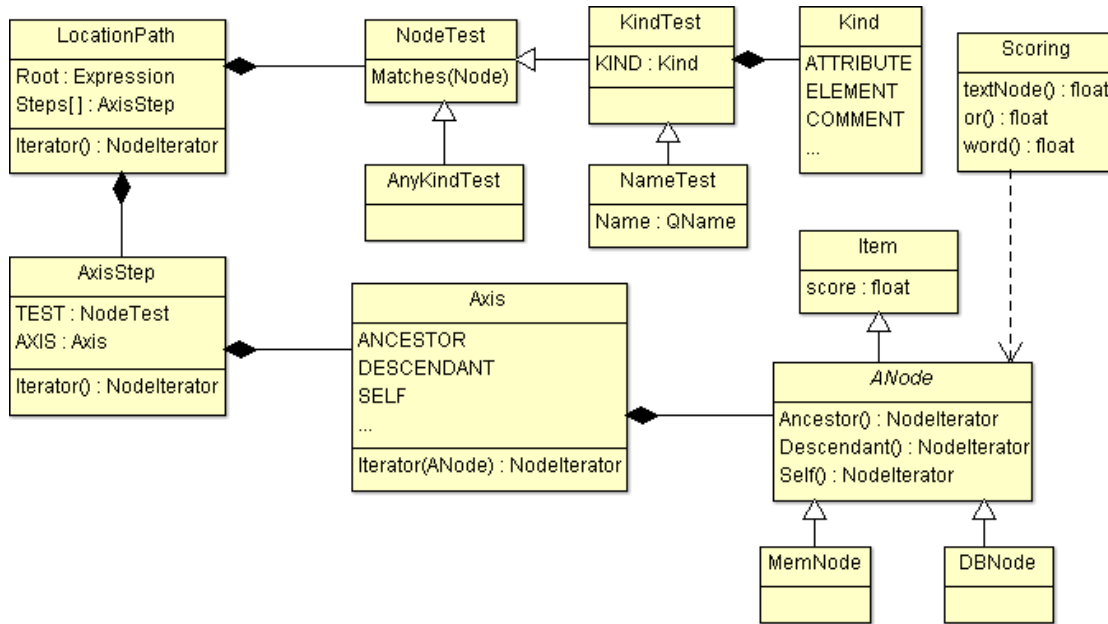 LocationPath
Root : Expression
Steps[] : AxisStep
Iterator() : NodeIterator
NodeTest
Matches(Node)
KindTest
KIND : Kind
Kind
ATTRIBUTE
ELEMENT
COMMENT
...
Scoring
textNode() : float
or() : float
word() : float
AnyKindTest
NameTest
Name : QName
Item
score : float
AxisStep
TEST : NodeTest
AXIS : Axis
Iterator() : NodeIterator
Axis
ANCESTOR
DESCENDANT
SELF
...
Iterator(ANode) : NodeIterator
ANode
Ancestor() : NodeIterator
Descendant() : NodeIterator
Self() : NodeIterator
MemNode
DBNode